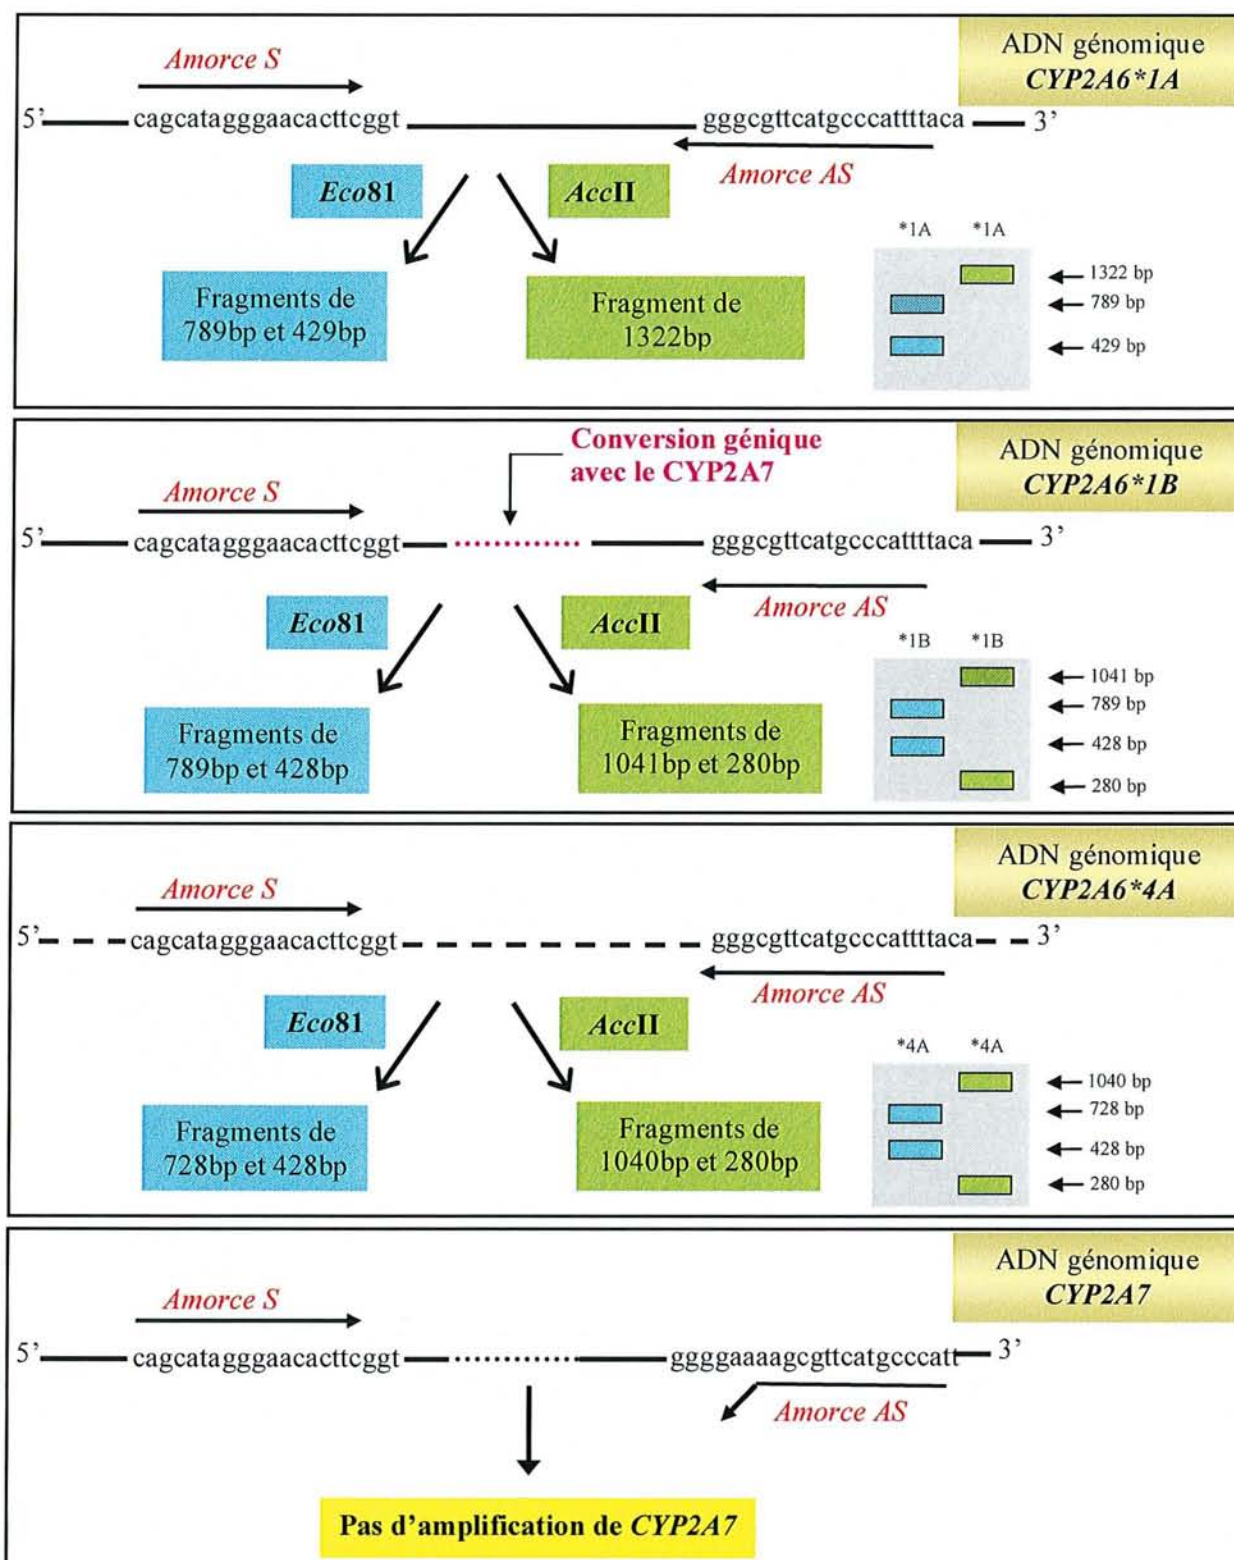 ADN génomique
CYP2A6*1A
Amorce S
5’
cagcatagggaacacttcggt
gggcgttcatgcccattttaca
3’
Amorce AS
Eco81
AccII
*1A
*1A
Fragments de
789bp et 429bp
Fragment de
1322bp
1322 bp
789 bp
429 bp
Conversion génique
avec le CYP2A7
ADN génomique
CYP2A6*1B
Amorce S
5’
cagcatagggaacacttcggt
gggcgttcatgcccattttaca
3’
Amorce AS
Eco81
AccII
*1B
*1B
Fragments de
789bp et 428bp
Fragments de
1041bp et 280bp
1041 bp
789 bp
428 bp
280 bp
ADN génomique
CYP2A6*4A
Amorce S
5’
cagcatagggaacacttcggt
gggcgttcatgcccattttaca
3’
Amorce AS
Eco81
AccII
*4A
*4A
Fragments de
728bp et 428bp
Fragments de
1040bp et 280bp
1040 bp
728 bp
428 bp
280 bp
ADN génomique
CYP2A7
Amorce S
5’
cagcatagggaacacttcggt
ggggaaaagcgttcatgcccatt
3’
Amorce AS
Pas d’amplification de CYP2A7